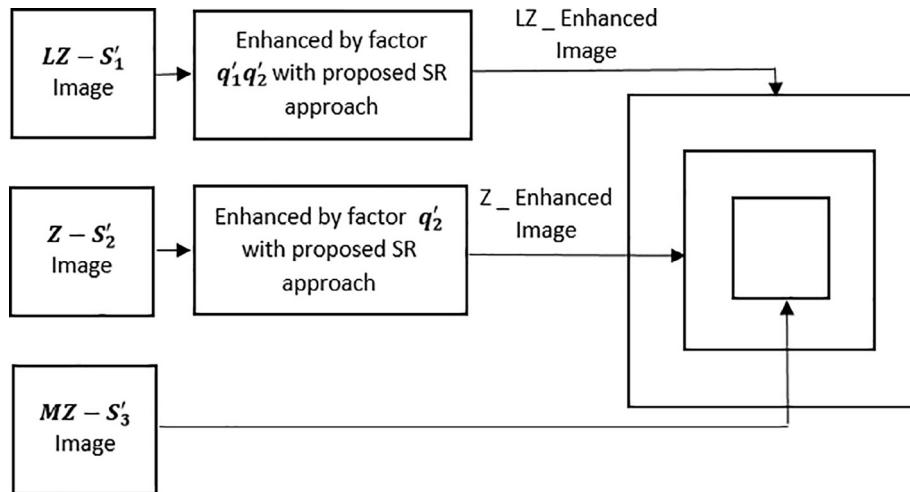 LZ − S′₁
Image
Enhanced by factor
q′₁q′₂ with proposed SR
approach
LZ _ Enhanced
Image
Z − S′₂
Image
Enhanced by factor q′₂
with proposed SR
approach
Z _ Enhanced
Image
MZ − S′₃
Image